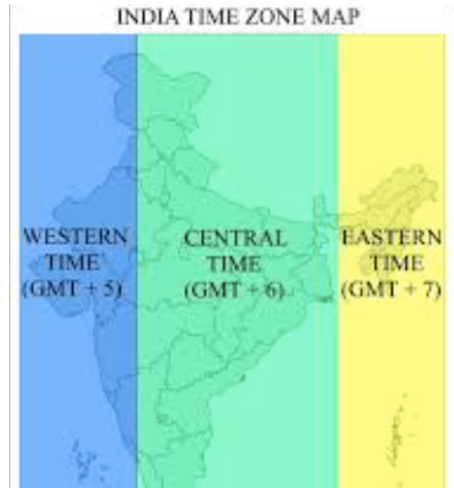 INDIA TIME ZONE MAP
WESTERN
TIME
(GMT + 5)
CENTRAL
TIME
(GMT + 6)
EASTERN
TIME
(GMT + 7)